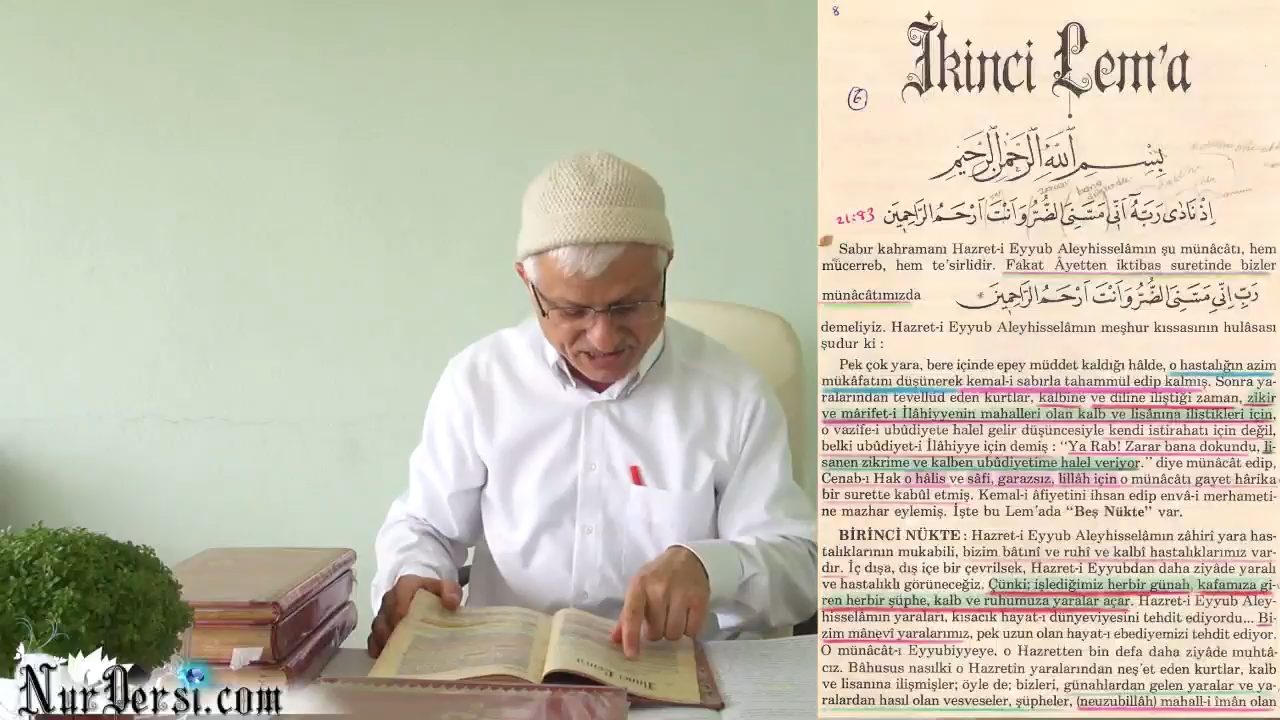 8
İkinci Lem'a
6
بِسْــمِ اللّٰهِ الرَّحْمٰنِ الرَّحِيمِ
اِذْ نَادٰى رَبَّهُٓ اَنِّى مَسَّنِىَ الضُّرُّ وَاَنْتَ اَرْحَمُ الرَّاحِمِينَ 21:83
Sabır kahramanı Hazret-i Eyyub Aleyhisselâmın şu münâcâtı, hem
mücerreb, hem te'sirlidir. Fakat Âyetten iktibas suretinde bizler
münâcâtımızda رَبِّ اِنِّى مَسَّنِىَ الضُّرُّ وَاَنْتَ اَرْحَمُ الرَّاحِمِينَ *
demeliyiz. Hazret-i Eyyub Aleyhisselâmın meşhur kıssasının hulâsası
şudur ki :
Pek çok yara, bere içinde epey müddet kaldığı hâlde, o hastalığın azim
mükâfatını düşünerek kemal-i sabırla tahammül edip kalmış. Sonra ya-
ralarından tevellüd eden kurtlar, kalbine ve diline iliştiği zaman, zikir
ve mârifet-i İlâhiyyenin mahalleri olan kalb ve lisanına iliştikleri için,
o vazife-i ubûdiyete halel gelir düşüncesiyle kendi istirahatı için değil,
belki ubûdiyet-i İlâhiyye için demiş : "Ya Rab! Zarar bana dokundu, li-
sanen zikrime ve kalben ubûdiyetime halel veriyor." diye münâcât edip,
Cenab-ı Hak o hâlis ve sâfi, garazsız, lillâh için o münâcâtı gayet hârika
bir surette kabûl etmiş. Kemal-i âfiyetini ihsan edip envâ-i merhameti-
ne mazhar eylemiş. İşte bu Lem'ada "Beş Nükte" var.
BİRİNCİ NÜKTE : Hazret-i Eyyub Aleyhisselâmın zâhirî yara has-
talıklarının mukabili, bizim bâtınî ve ruhî ve kalbî hastalıklarımız var-
dır. İç dışa, dış içe bir çevrilsek, Hazret-i Eyyubdan daha ziyâde yaralı
ve hastalıklı görüneceğiz. Çünki; işlediğimiz herbir günah, kafamıza gi-
ren herbir şüphe, kalb ve ruhumuza yaralar açar. Hazret-i Eyyub Aley-
hisselâmın yaraları, kısacık hayat-ı dünyeviyesini tehdit ediyordu... Bi-
zim mânevî yaralarımız, pek uzun olan hayat-ı ebediyemizi tehdit ediyor.
O münâcât-ı Eyyubiyyeye, o Hazretten bin defa daha ziyâde muhtâ-
cız. Bâhusus nasılki o Hazretin yaralarından neş'et eden kurtlar, kalb
ve lisanına ilişmişler; öyle de; bizleri, günahlardan gelen yaralar ve ya-
ralardan hasıl olan vesveseler, şüpheler, (neuzubillâh) mahall-i îmân olan
NurDersi.com